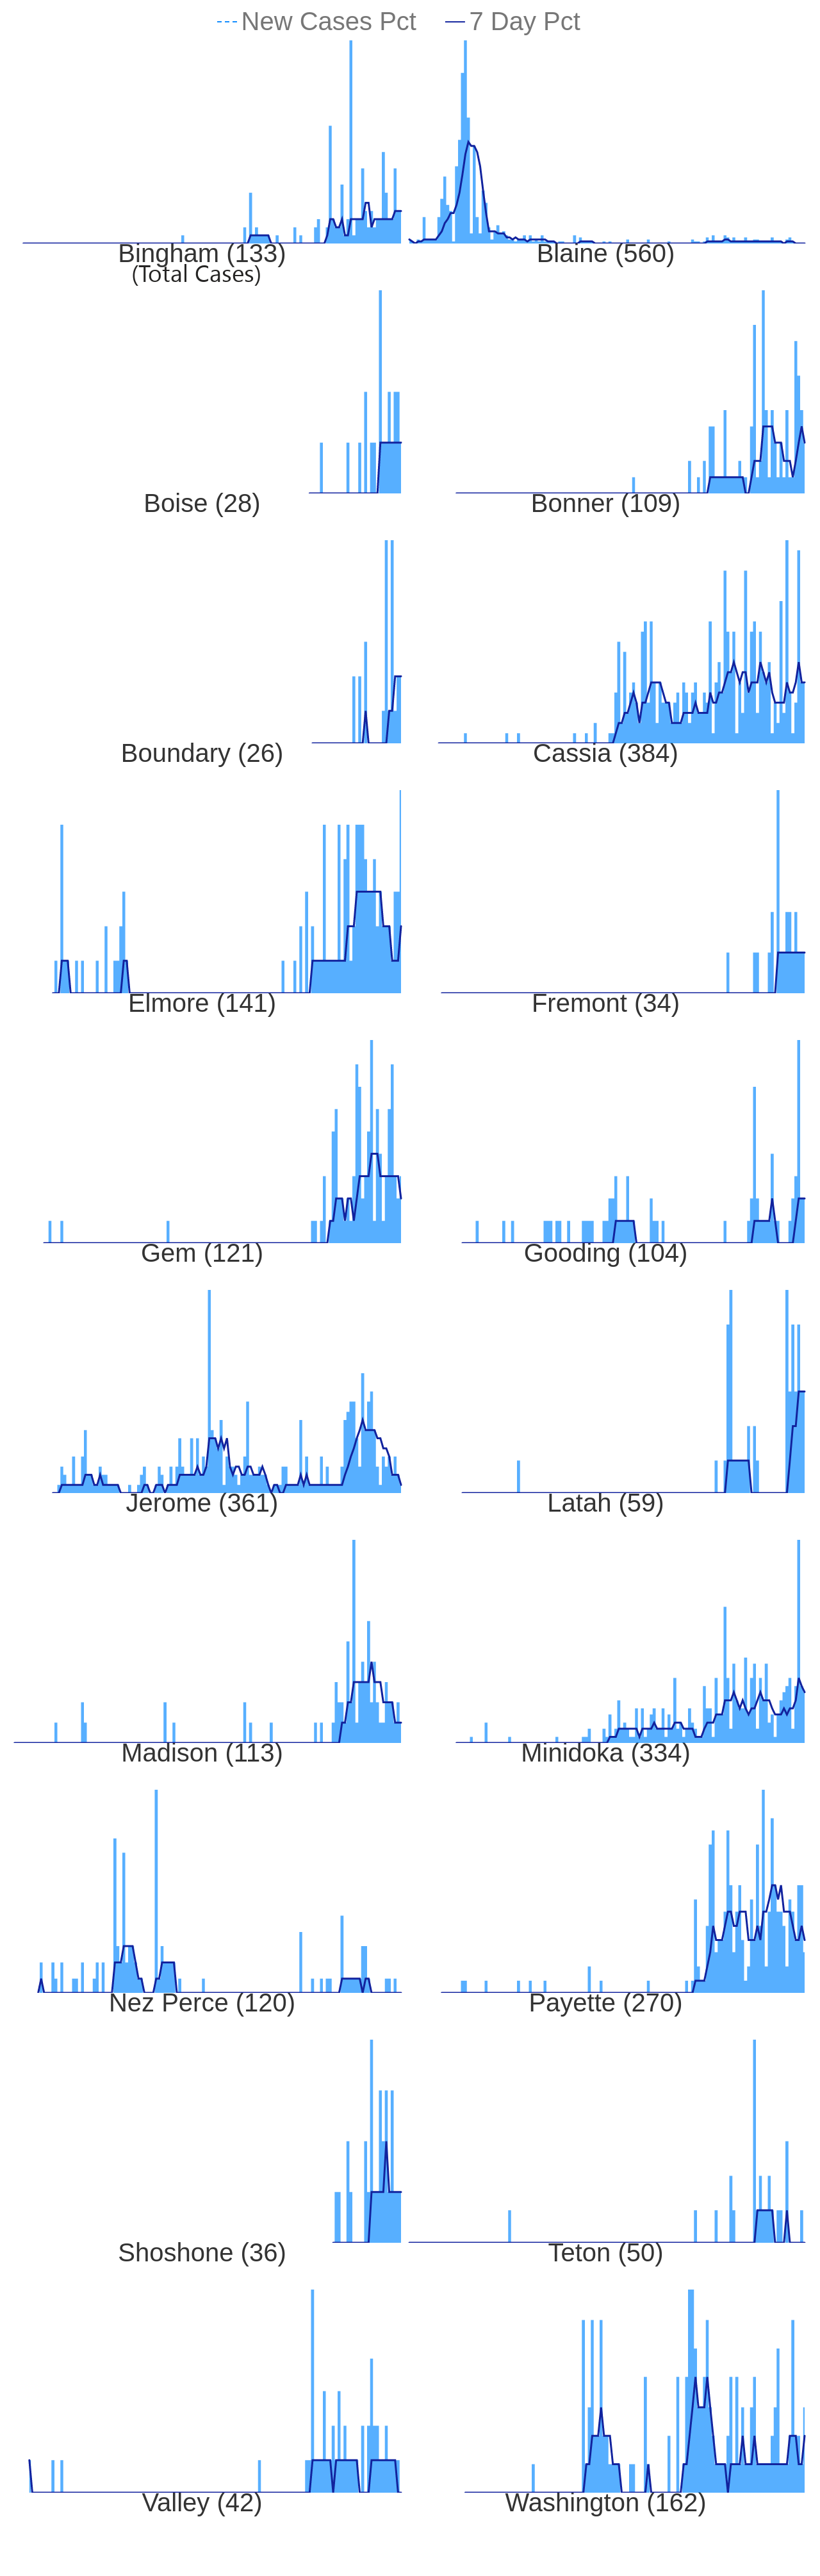 New Cases Pct 7 Day Pct
Bingham (133) Blaine (560)
(Total Cases)
Boise (28) Bonner (109)
Boundary (26) Cassia (384)
Elmore (141) Fremont (34)
Gem (121) Gooding (104)
Jerome (361) Latah (59)
Madison (113) Minidoka (334)
Nez Perce (120) Payette (270)
Shoshone (36) Teton (50)
Valley (42) Washington (162)